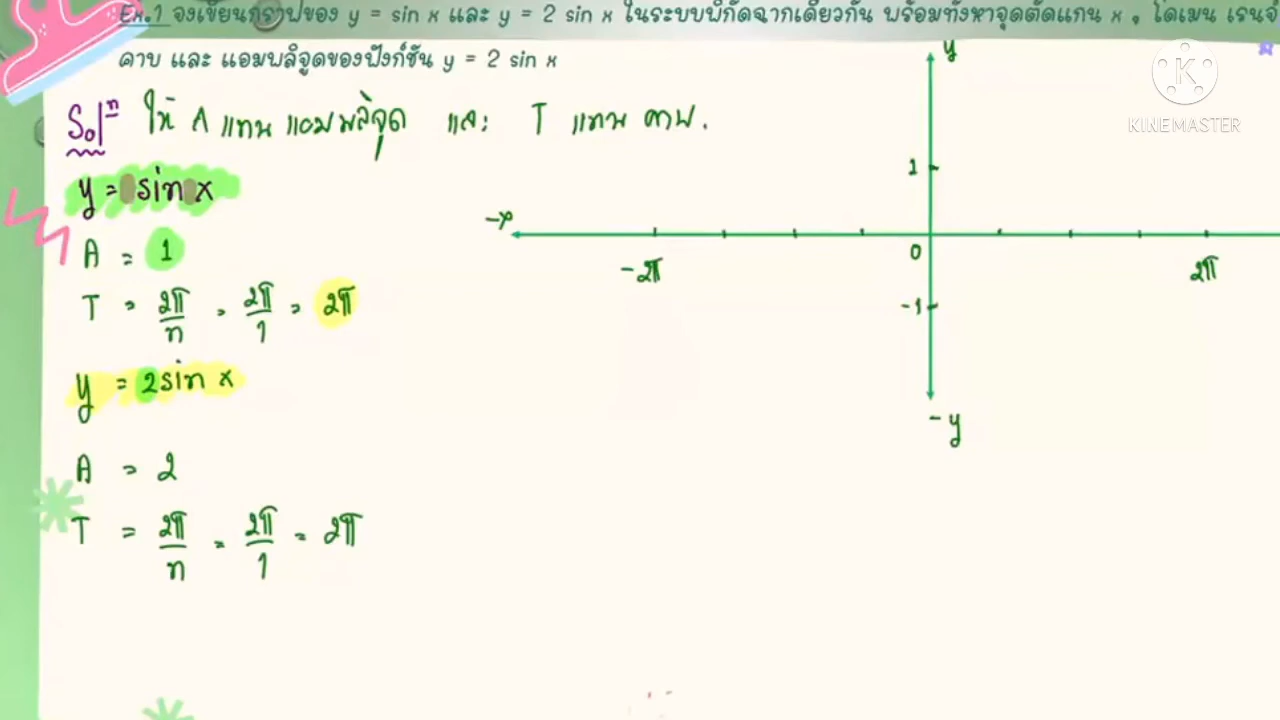 Ex.1 จงเขียนกราฟของ y = sin x และ y = 2 sin x ในระบบพิกัดฉากเดียวกัน พร้อมทั้งหาจุดตัดแกน x , โดเมน เรนจ์
คาบ และ แอมพลิจูดของฟังก์ชัน y = 2 sin x
Solⁿ ให้ A แทน แอมพลิจูด และ T แทน คาบ .
y = sin x
A = 1
T = 2π/n = 2π/1 = 2π
y = 2sin x
A = 2
T = 2π/n = 2π/1 = 2π
y
1
-x
-2π
0
2π
-1
-y
K
KINEMASTER